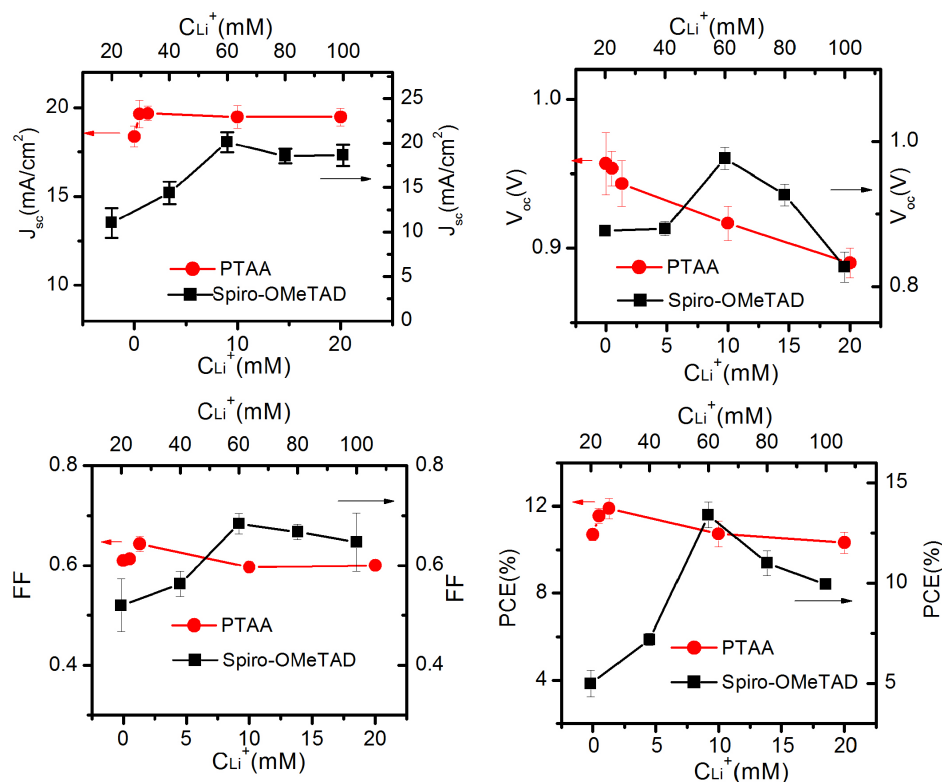 CLi+(mM)
20 40 60 80 100
20
15
10
Jsc(mA/cm2)
25
20
15
10
5
0
Jsc(mA/cm2)
PTAA
Spiro-OMeTAD
0 10 20
CLi+(mM)
CLi+(mM)
20 40 60 80 100
1.0
0.9
Voc(V)
1.0
0.8
Voc(V)
PTAA
Spiro-OMeTAD
0 5 10 15 20
CLi+(mM)
CLi+(mM)
20 40 60 80 100
0.8
0.6
0.4
FF
0.8
0.6
0.4
FF
PTAA
Spiro-OMeTAD
0 5 10 15 20
CLi+(mM)
CLi+(mM)
20 40 60 80 100
12
8
4
PCE(%)
15
10
5
PCE(%)
PTAA
Spiro-OMeTAD
0 5 10 15 20
CLi+(mM)